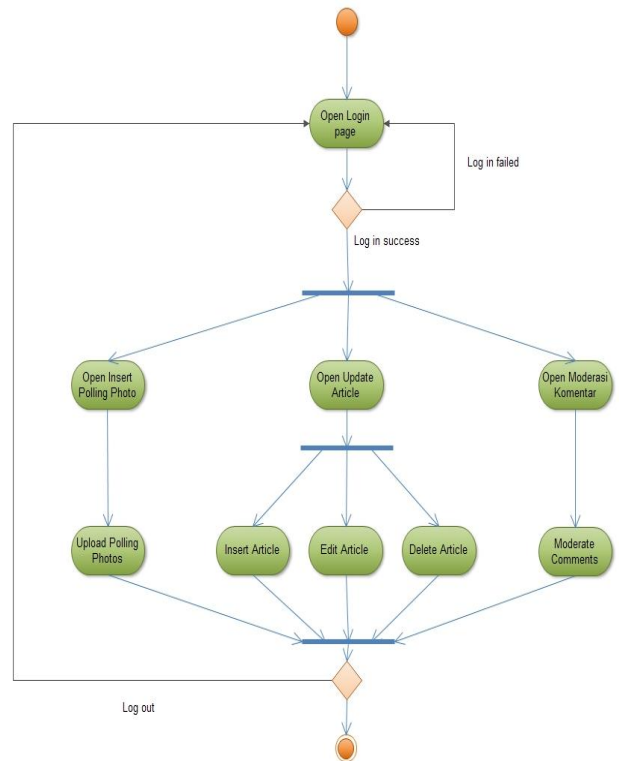 Open Login
page
Log in failed
Log in success
Open Insert
Polling Photo
Open Update
Article
Open Moderasi
Komentar
Upload Polling
Photos
Insert Article
Edit Article
Delete Article
Moderate
Comments
Log out